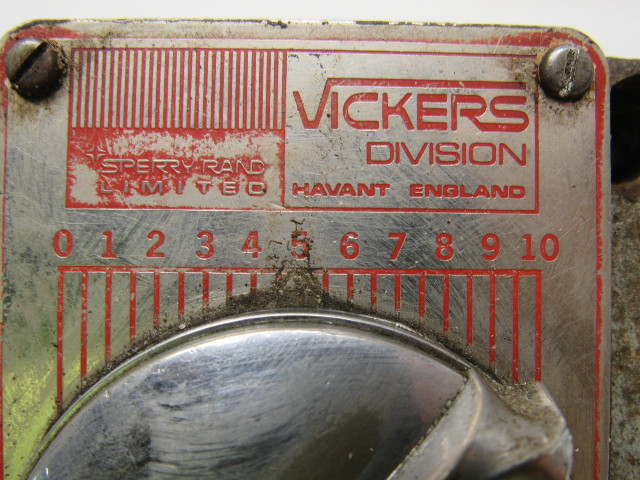 VICKERS
DIVISION
SPERRY RAND
LIMITED
HAVANT ENGLAND
0 1 2 3 4 5 6 7 8 9 10